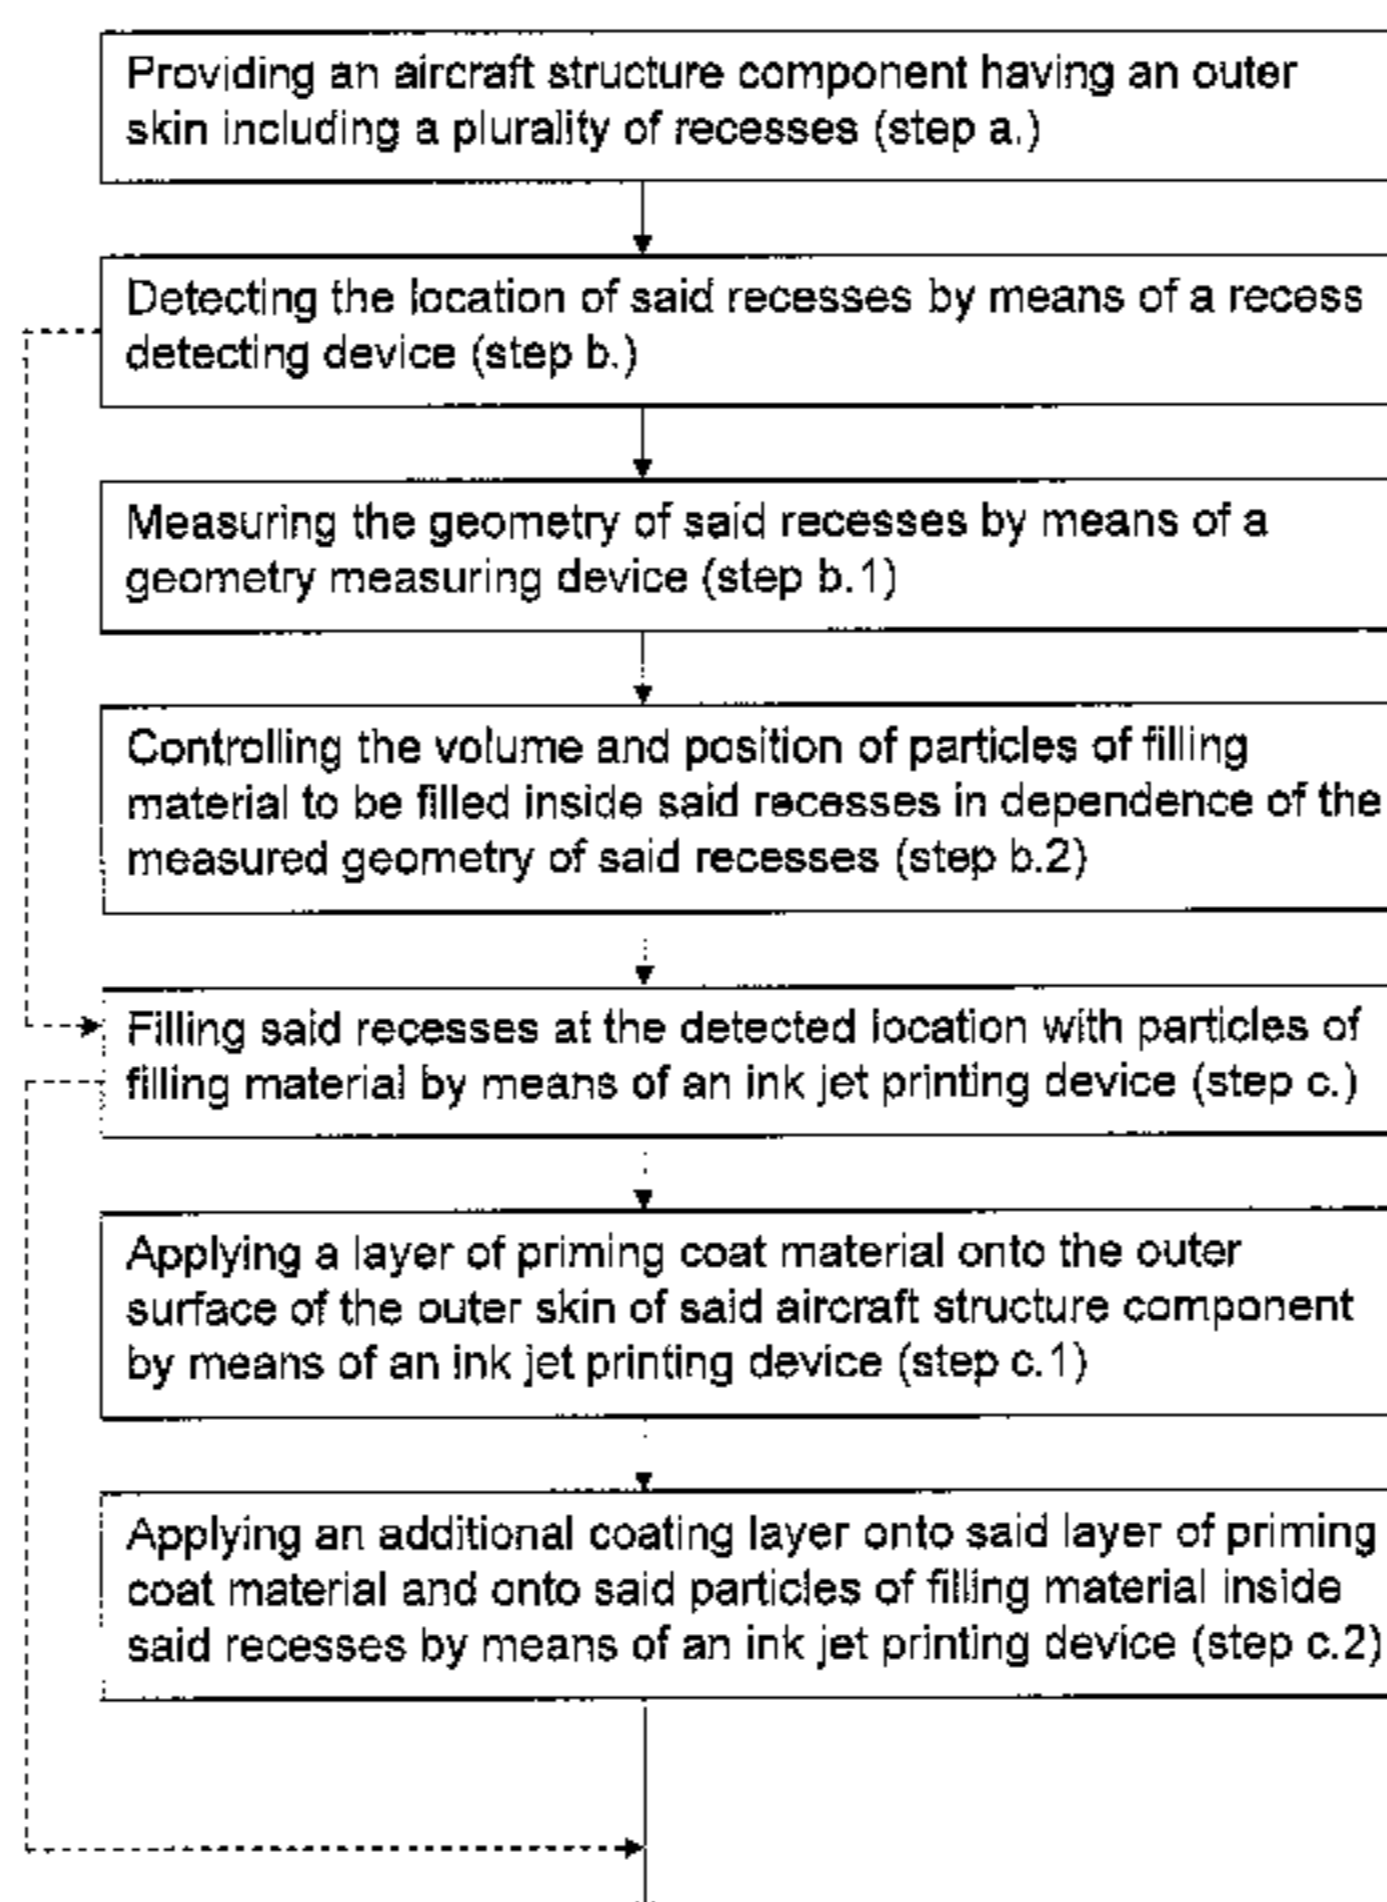 Providing an aircraft structure component having an outer
skin including a plurality of recesses (step a.)
Detecting the location of said recesses by means of a recess
detecting device (step b.)
Measuring the geometry of said recesses by means of a
geometry measuring device (step b.1)
Controlling the volume and position of particles of filling
material to be filled inside said recesses in dependence of the
measured geometry of said recesses (step b.2)
Filling said recesses at the detected location with particles of
filling material by means of an ink jet printing device (step c.)
Applying a layer of priming coat material onto the outer
surface of the outer skin of said aircraft structure component
by means of an ink jet printing device (step c.1)
Applying an additional coating layer onto said layer of priming
coat material and onto said particles of filling material inside
said recesses by means of an ink jet printing device (step c.2)